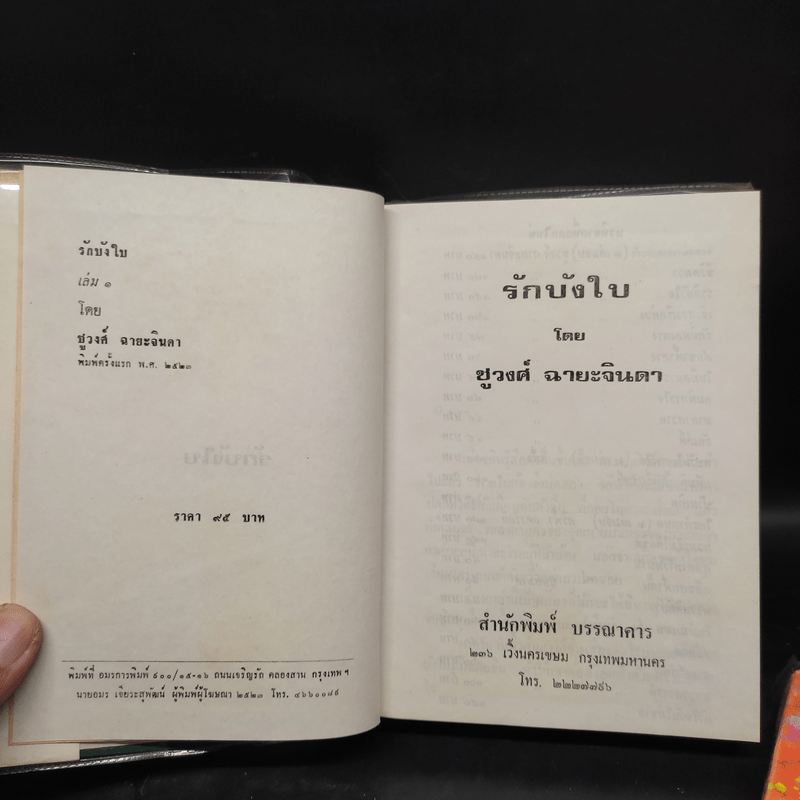 รักบังใบ
เล่ม ๑
โดย
ชูวงศ์ ฉายะจินดา
พิมพ์ครั้งแรก พ.ศ. ๒๕๒๓
ราคา ๙๕ บาท
พิมพ์ที่ อมรการพิมพ์ ๙๐๐/๑๕-๑๖ ถนนเจริญรัถ คลองสาน กรุงเทพ ฯ
นายอมร เจียระสุพัฒน์ ผู้พิมพ์ผู้โฆษณา ๒๕๒๓ โทร. ๔๖๖๐๐๘๙
รักบังใบ
โดย
ชูวงศ์ ฉายะจินดา
สำนักพิมพ์ บรรณาคาร
๒๓๖ เวิ้งนครเขษม กรุงเทพมหานคร
โทร. ๒๒๒๗๗๙๖